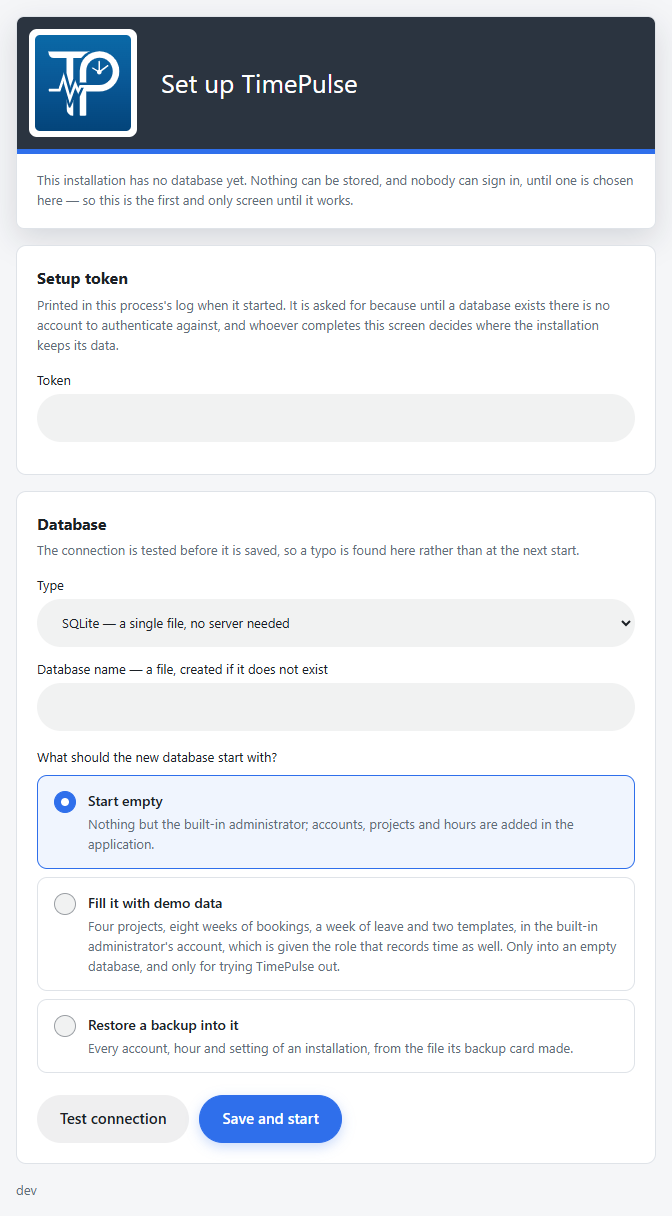 TP
Set up TimePulse
This installation has no database yet. Nothing can be stored, and nobody can sign in, until one is chosen
here — so this is the first and only screen until it works.
Setup token
Printed in this process's log when it started. It is asked for because until a database exists there is no
account to authenticate against, and whoever completes this screen decides where the installation
keeps its data.
Token
Database
The connection is tested before it is saved, so a typo is found here rather than at the next start.
Type
SQLite — a single file, no server needed
Database name — a file, created if it does not exist
What should the new database start with?
Start empty
Nothing but the built-in administrator; accounts, projects and hours are added in the
application.
Fill it with demo data
Four projects, eight weeks of bookings, a week of leave and two templates, in the built-in
administrator's account, which is given the role that records time as well. Only into an empty
database, and only for trying TimePulse out.
Restore a backup into it
Every account, hour and setting of an installation, from the file its backup card made.
Test connection
Save and start
dev